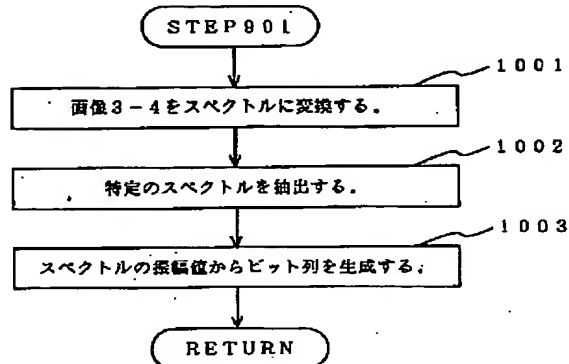 STEP901
1001
画像3-4をスペクトルに変換する。
1002
特定のスペクトルを抽出する。
1003
スペクトルの振幅値からビット列を生成する。
RETURN